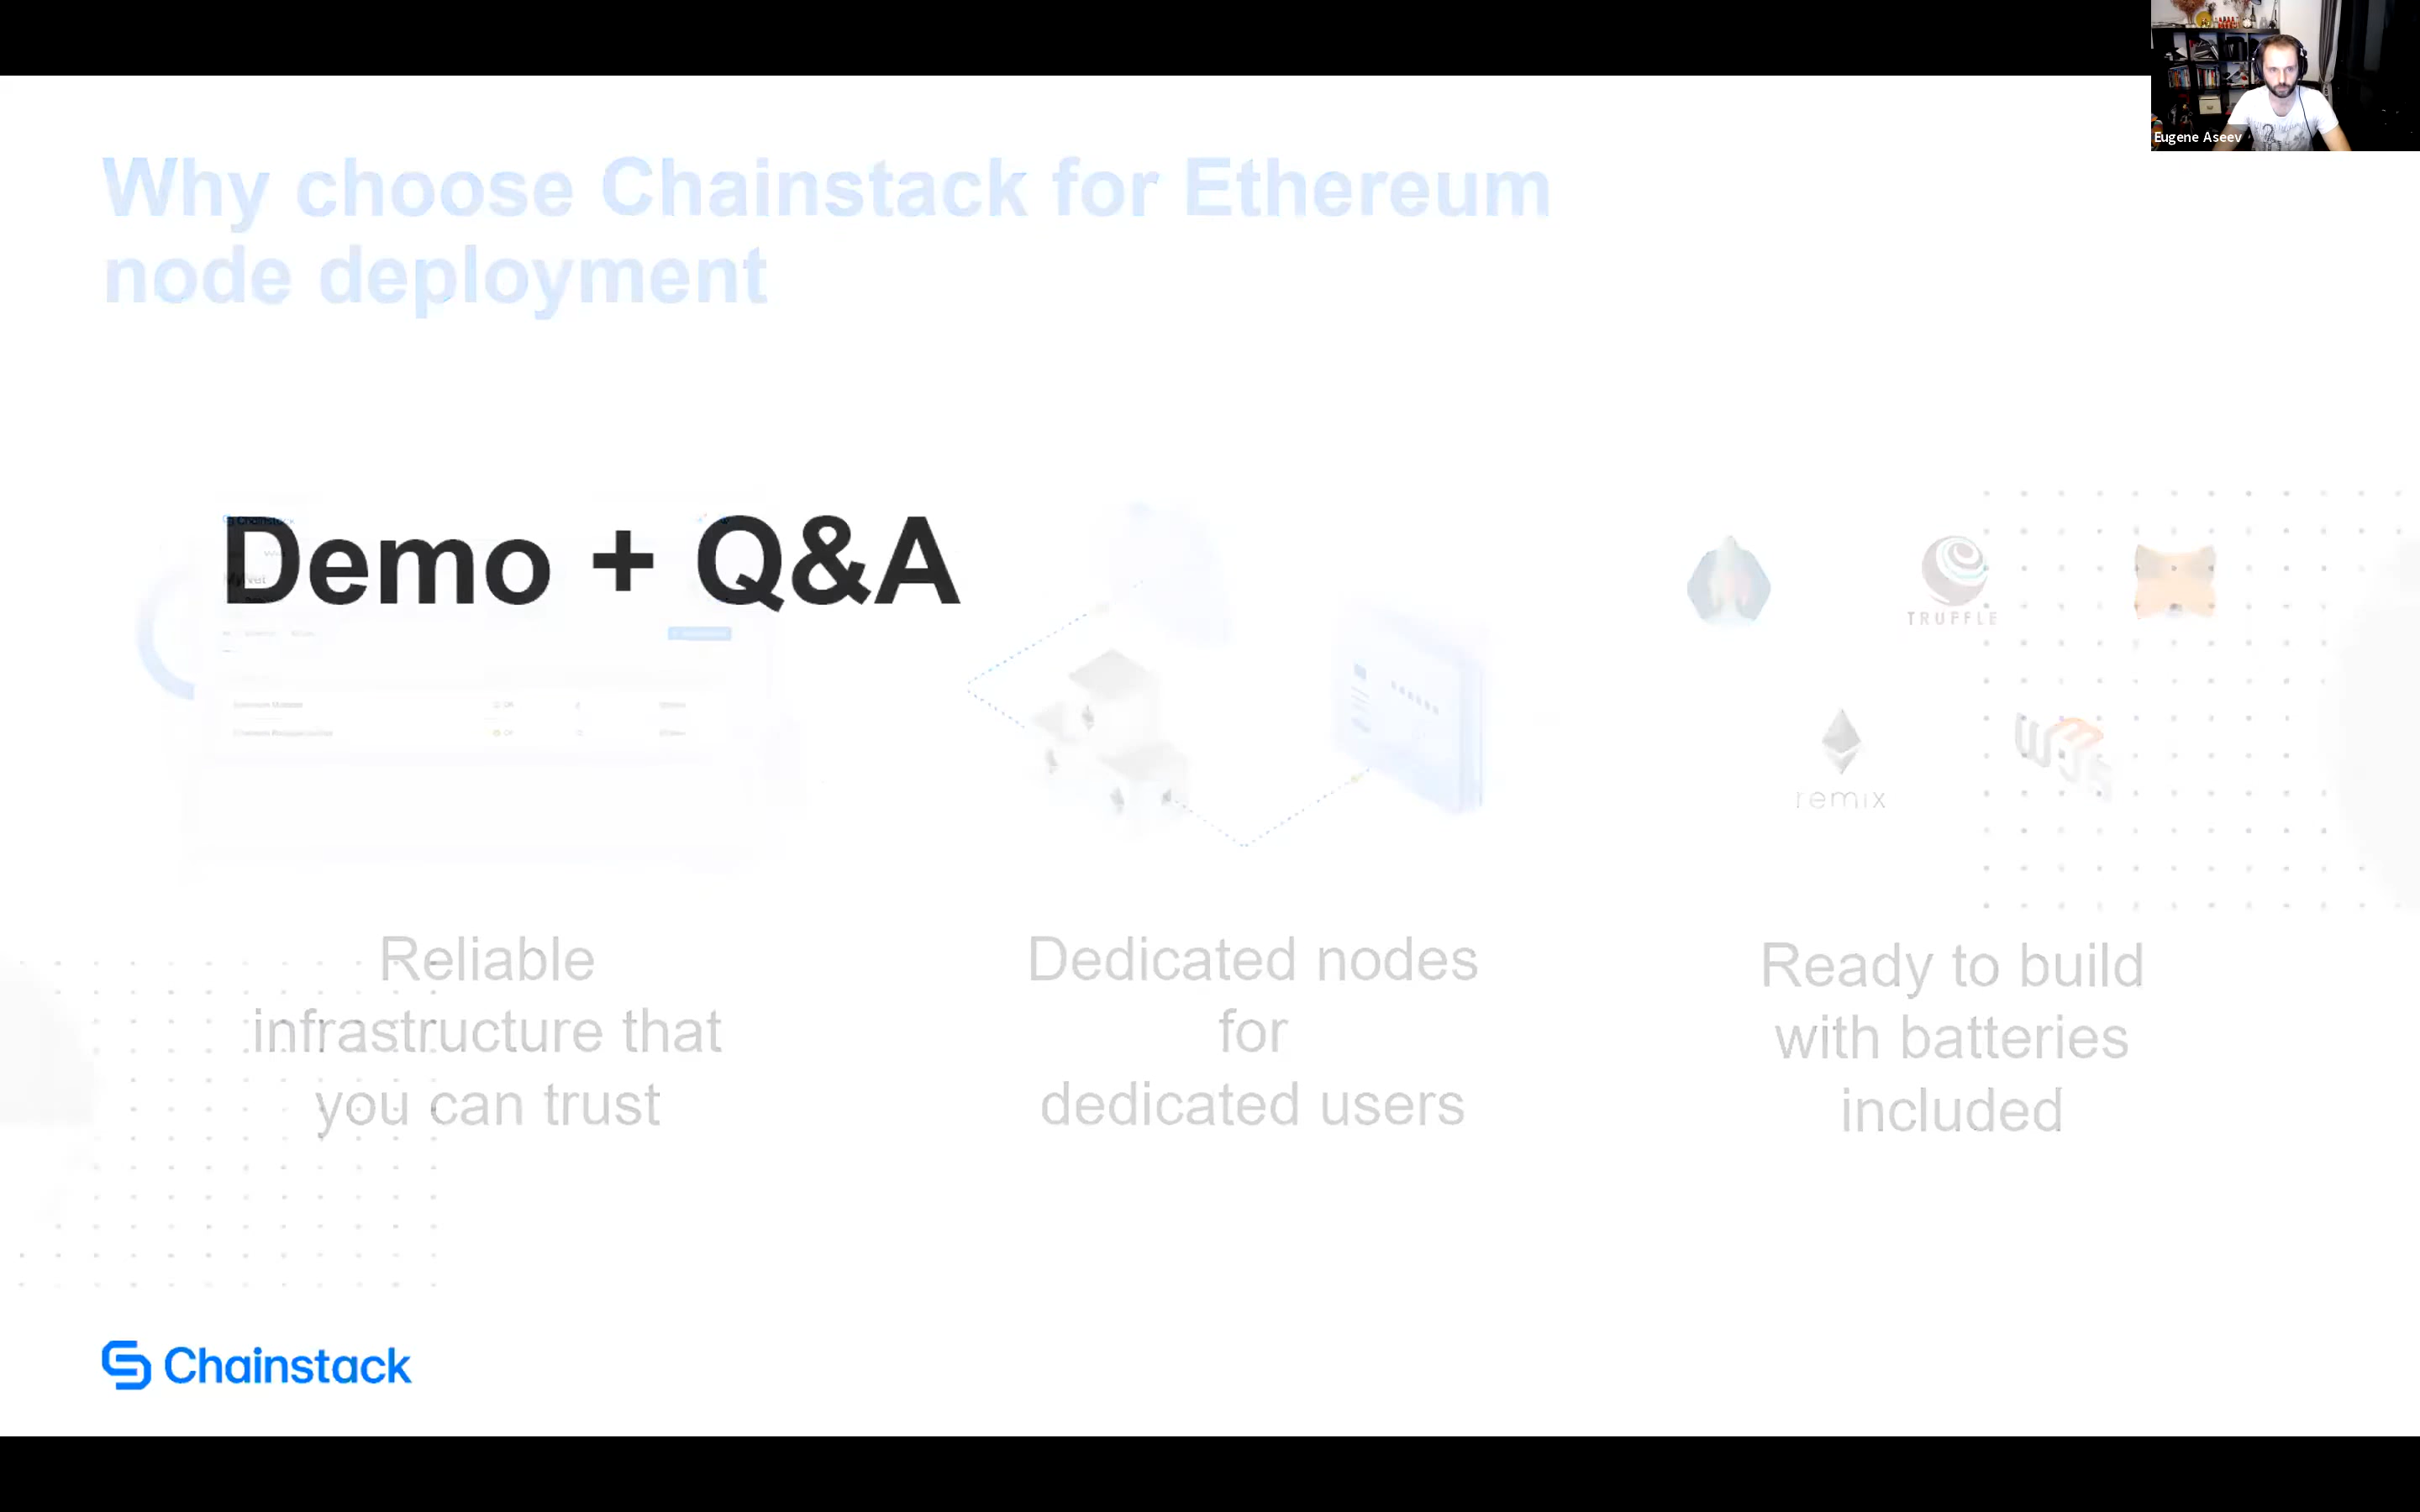 Eugene Aseev
Why choose Chainstack for Ethereum
node deployment
Demo + Q&A
Chainstack
TRUFFLE
remix
Reliable
infrastructure that
you can trust
Dedicated nodes
for
dedicated users
Ready to build
with batteries
included
Chainstack